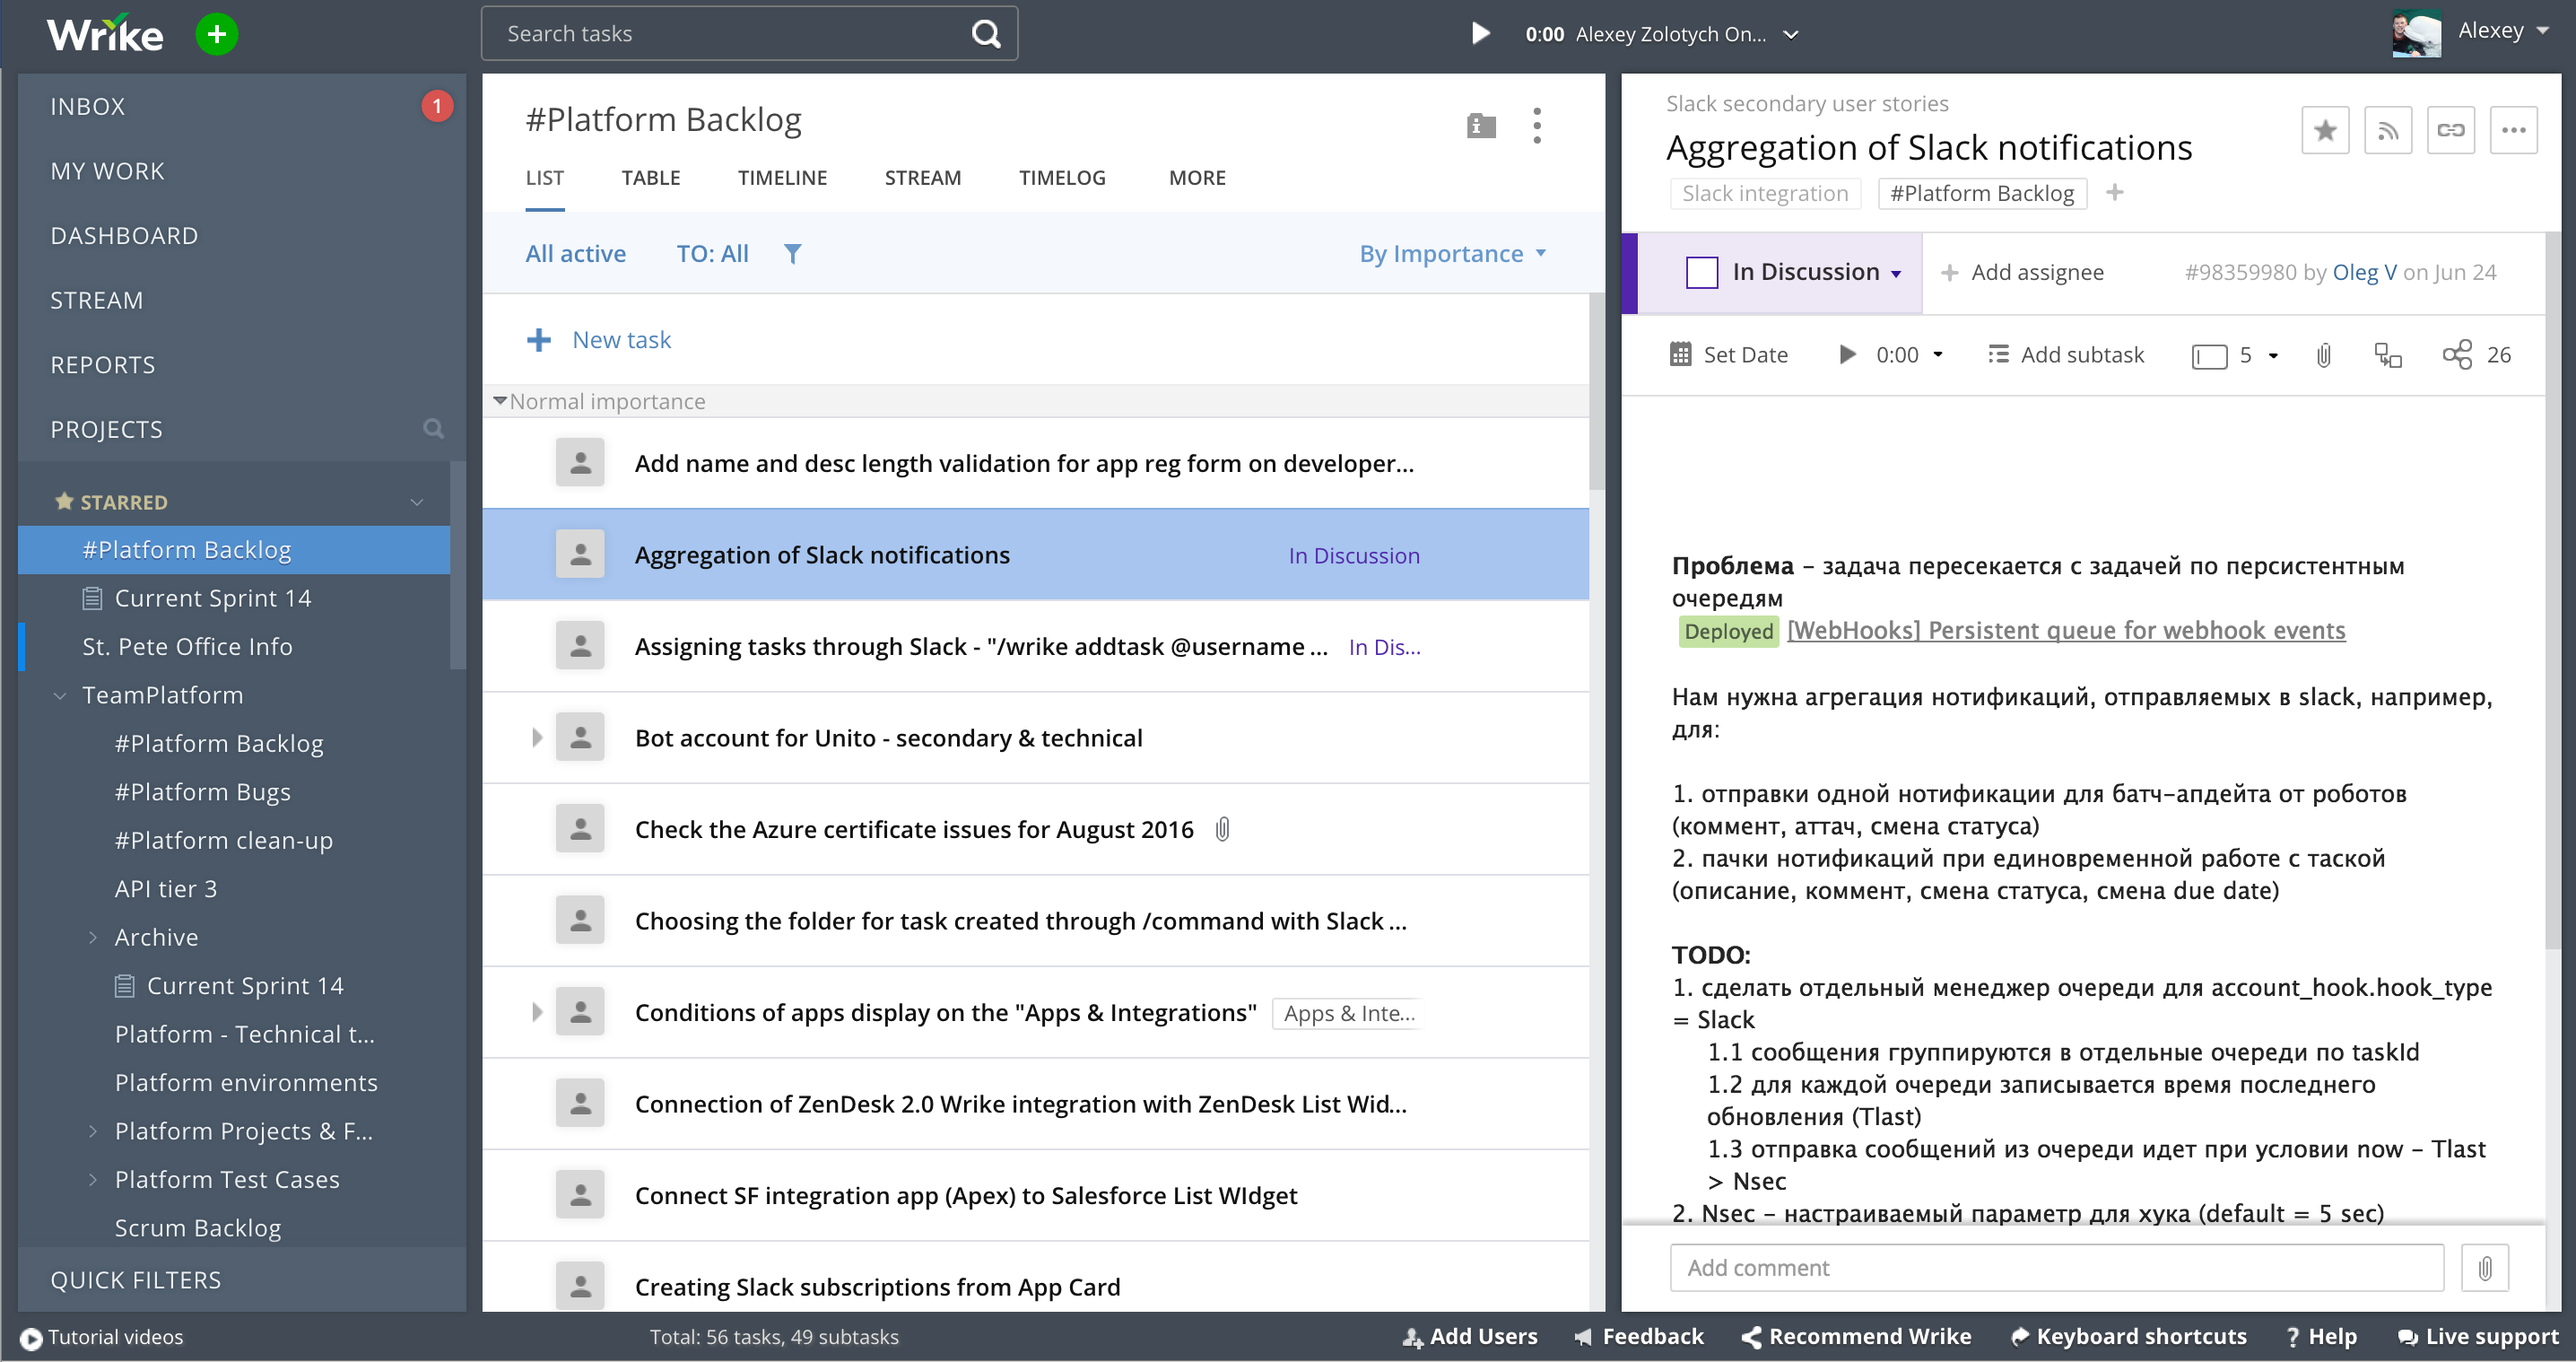 Wrike
Search tasks
0:00 Alexey Zolotych On...
Alexey
INBOX
1
MY WORK
DASHBOARD
STREAM
REPORTS
PROJECTS
STARRED
#Platform Backlog
Current Sprint 14
St. Pete Office Info
TeamPlatform
#Platform Backlog
#Platform Bugs
#Platform clean-up
API tier 3
Archive
Current Sprint 14
Platform - Technical t...
Platform environments
Platform Projects & F...
Platform Test Cases
Scrum Backlog
QUICK FILTERS
#Platform Backlog
LIST TABLE TIMELINE STREAM TIMELOG MORE
All active TO: All By Importance
New task
Normal importance
Add name and desc length validation for app reg form on developer...
Aggregation of Slack notifications In Discussion
Assigning tasks through Slack - "/wrike addtask @username ... In Dis...
Bot account for Unito - secondary & technical
Check the Azure certificate issues for August 2016
Choosing the folder for task created through /command with Slack ...
Conditions of apps display on the "Apps & Integrations" Apps & Inte...
Connection of ZenDesk 2.0 Wrike integration with ZenDesk List Wid...
Connect SF integration app (Apex) to Salesforce List WIdget
Creating Slack subscriptions from App Card
Slack secondary user stories
Aggregation of Slack notifications
Slack integration #Platform Backlog
In Discussion Add assignee #98359980 by Oleg V on Jun 24
Set Date 0:00 Add subtask 5 26
Проблема – задача пересекается с задачей по персистентным
очередям
Deployed [WebHooks] Persistent queue for webhook events
Нам нужна агрегация нотификаций, отправляемых в slack, например,
для:
1. отправки одной нотификации для батч-апдейта от роботов
(коммент, аттач, смена статуса)
2. пачки нотификаций при единовременной работе с таской
(описание, коммент, смена статуса, смена due date)
TODO:
1. сделать отдельный менеджер очереди для account_hook.hook_type
= Slack
1.1 сообщения группируются в отдельные очереди по taskId
1.2 для каждой очереди записывается время последнего
обновления (Tlast)
1.3 отправка сообщений из очереди идет при условии now – Tlast
> Nsec
2. Nsec – настраиваемый параметр для хука (default = 5 sec)
Add comment
Tutorial videos
Total: 56 tasks, 49 subtasks
Add Users Feedback Recommend Wrike Keyboard shortcuts ? Help Live support